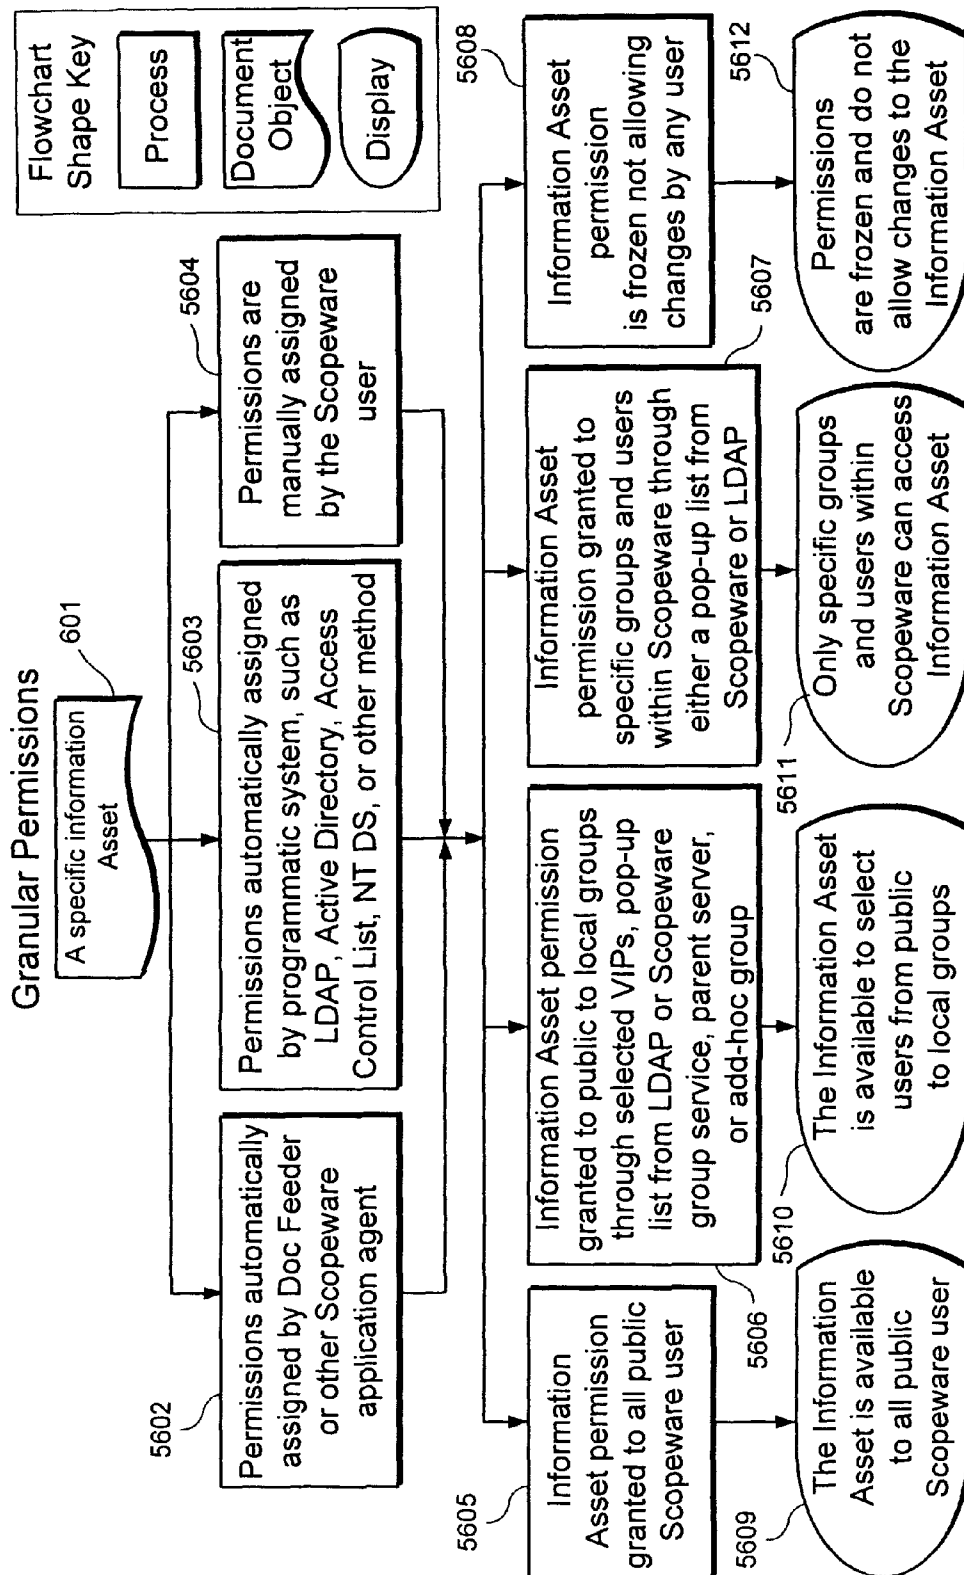 Granular Permissions
Flowchart
Shape Key
Process
Document
Object
Display
A specific information
Asset
601
Permissions automatically
assigned by Doc Feeder
or other Scopeware
application agent
5602
Permissions automatically assigned
by programmatic system, such as
LDAP, Active Directory, Access
Control List, NT DS, or other method
5603
Permissions are
manually assigned
by the Scopeware
user
5604
Information
Asset permission
granted to all public
Scopeware user
5605
Information Asset permission
granted to public to local groups
through selected VIPs, pop-up
list from LDAP or Scopeware
group service, parent server,
or add-hoc group
5606
Information Asset
permission granted to
specific groups and users
within Scopeware through
either a pop-up list from
Scopeware or LDAP
5607
Information Asset
permission
is frozen not allowing
changes by any user
5608
The Information
Asset is available
to all public
Scopeware user
5609
The Information Asset
is available to select
users from public
to local groups
5610
Only specific groups
and users within
Scopeware can access
Information Asset
5611
Permissions
are frozen and do not
allow changes to the
Information Asset
5612